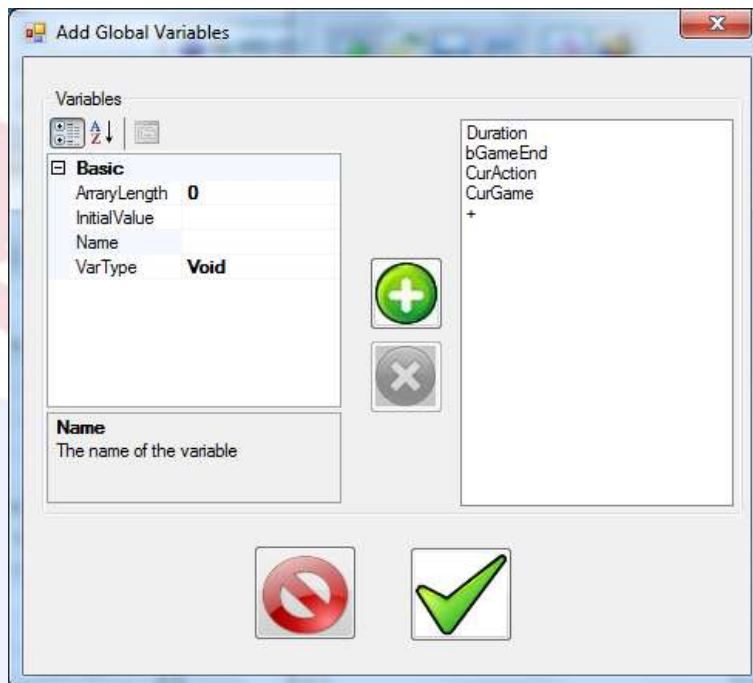 Add Global Variables
Variables
Basic
ArraryLength 0
InitialValue
Name
VarType Void
Name
The name of the variable
Duration
bGameEnd
CurAction
CurGame
+